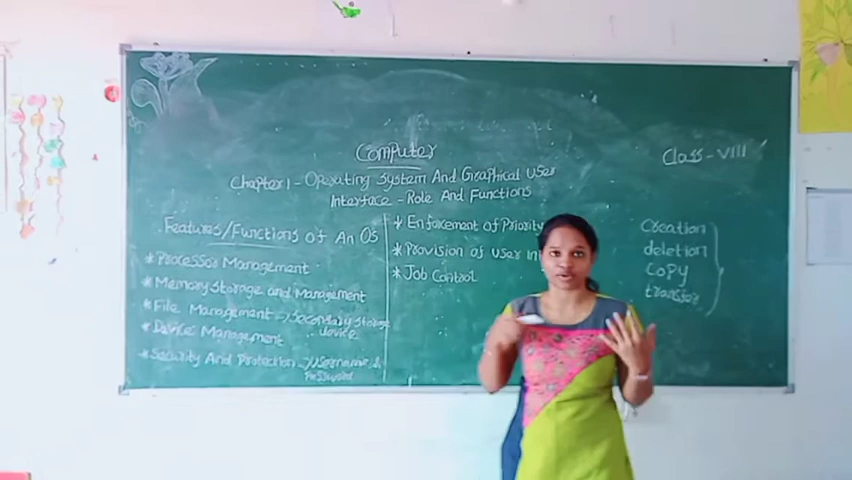 Computer
Class - VIII
Chapter 1 - Operating System And Graphical User
Interface - Role And Functions
Features/Functions of An OS
* Processor Management
* Memory Storage and Management
* File Management -> Secondary Storage
device
* Device Management
* Security And Protection -> Username &
Password
* Enforcement of Priority
* Provision of User In
* Job Control
Creation
deletion
Copy
transfer